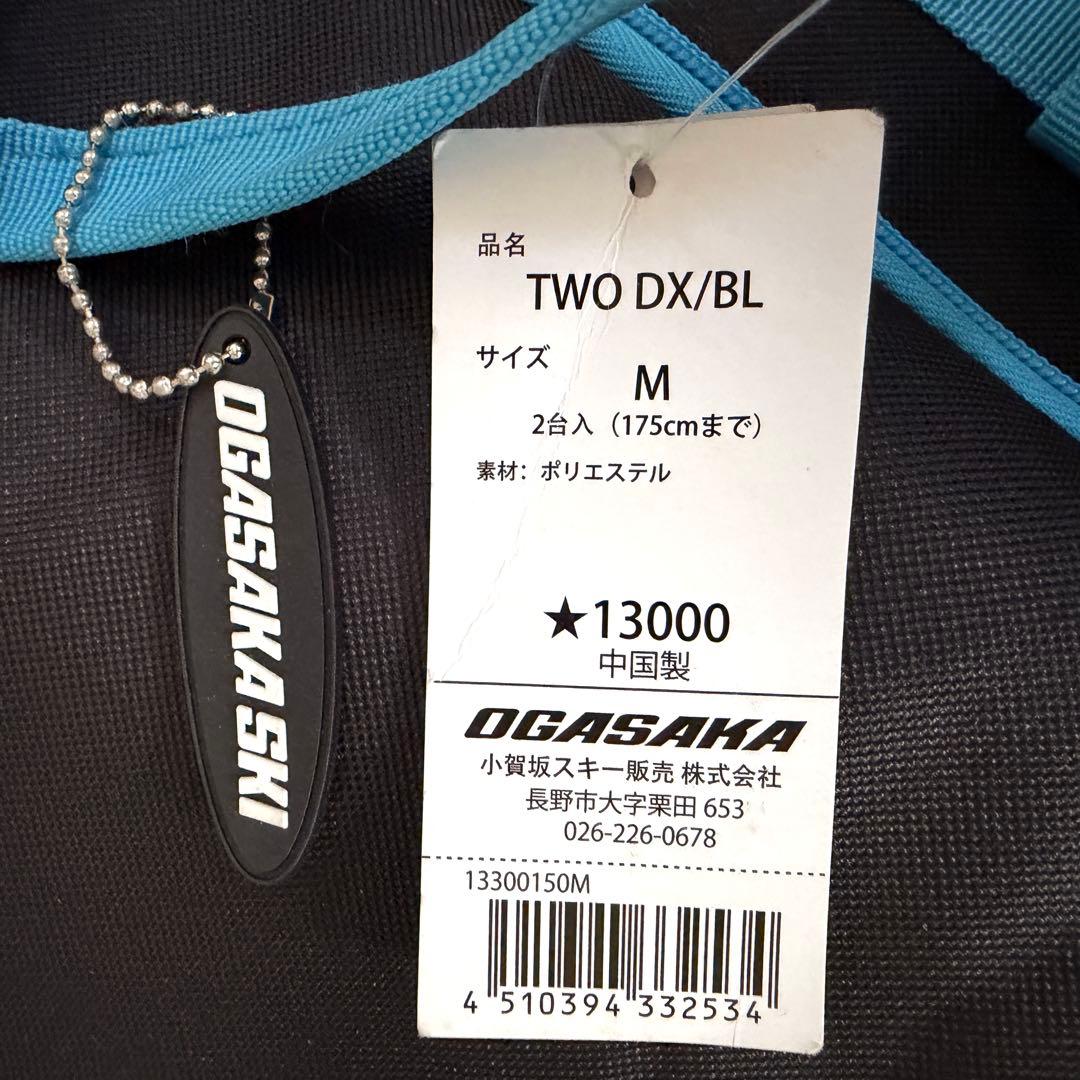 OGASAKA SKI
品名
TWO DX/BL
サイズ
M
2台入（175cmまで）
素材：ポリエステル
★13000
中国製
OGASAKA
小賀坂スキー販売 株式会社
長野市大字栗田 653
026-226-0678
13300150M
4 510394 332534